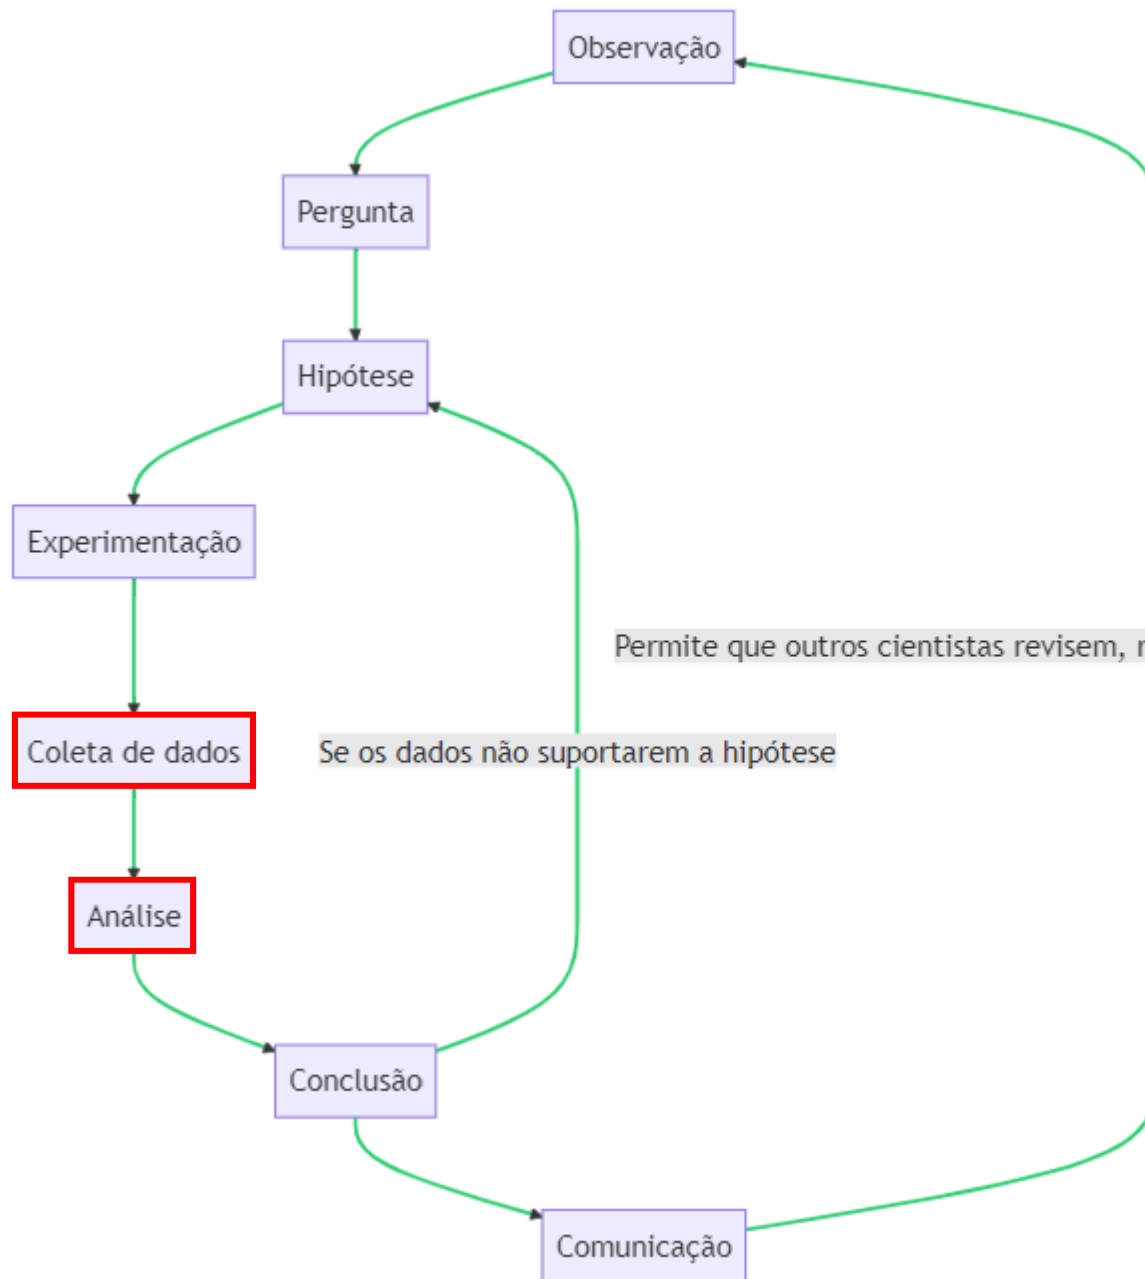 Observação
Pergunta
Hipótese
Experimentação
Permite que outros cientistas revisem,
Coleta de dados
Se os dados não suportarem a hipótese
Análise
Conclusão
Comunicação